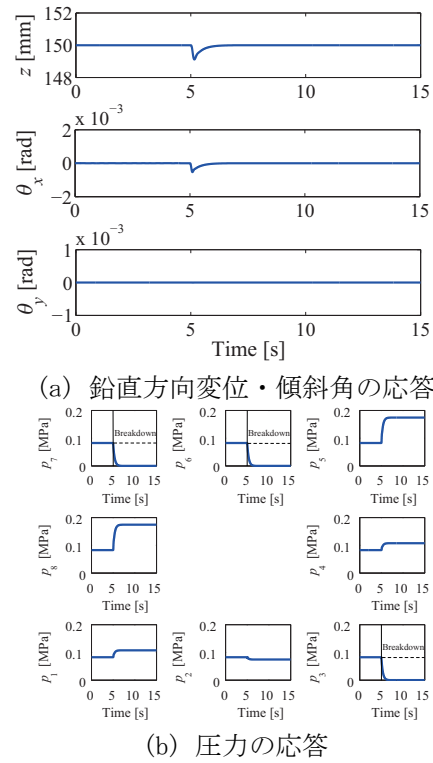 152
150
148
z [mm]
0 5 10 15
x 10⁻³
2
0
−2
θx [rad]
0 5 10 15
x 10⁻³
1
0
−1
θy [rad]
0 5 10 15
Time [s]
(a) 鉛直方向変位・傾斜角の応答
0.2
0.1
0
p7 [MPa]
Breakdown
0 5 10 15
Time [s]
0.2
0.1
0
p6 [MPa]
Breakdown
0 5 10 15
Time [s]
0.2
0.1
0
p5 [MPa]
0 5 10 15
Time [s]
0.2
0.1
0
p8 [MPa]
0 5 10 15
Time [s]
0.2
0.1
0
p4 [MPa]
0 5 10 15
Time [s]
0.2
0.1
0
p1 [MPa]
0 5 10 15
Time [s]
0.2
0.1
0
p2 [MPa]
0 5 10 15
Time [s]
0.2
0.1
0
p3 [MPa]
Breakdown
0 5 10 15
Time [s]
(b) 圧力の応答